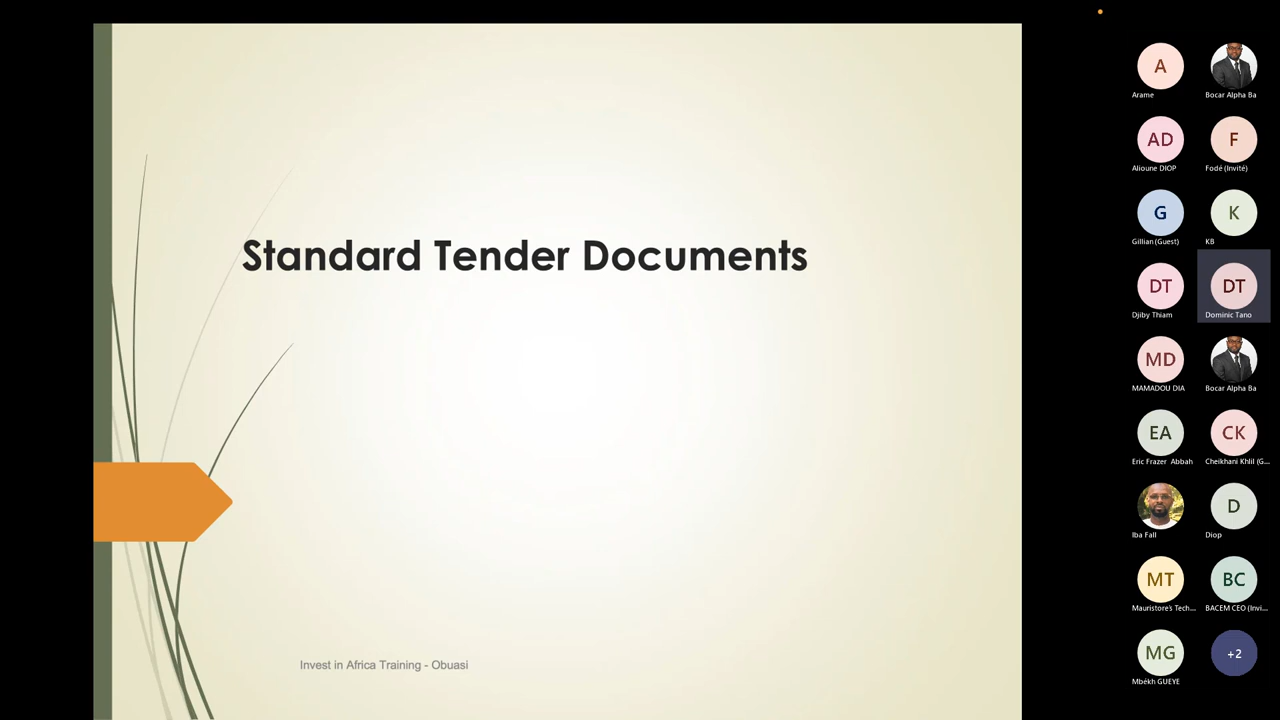 Standard Tender Documents
Invest in Africa Training - Obuasi
A
Arame
Bocar Alpha Ba
AD
Alioune DIOP
F
Fodé (Invité)
G
Gillian (Guest)
K
KB
DT
Djiby Thiam
DT
Dominic Tano
MD
MAMADOU DIA
Bocar Alpha Ba
EA
Eric Frazer Abbah
CK
Cheikhani Khlil (G...
Iba Fall
D
Diop
MT
Mauristore's Tech...
BC
BACEM CEO (Invi...
MG
Mbékh GUEYE
+2